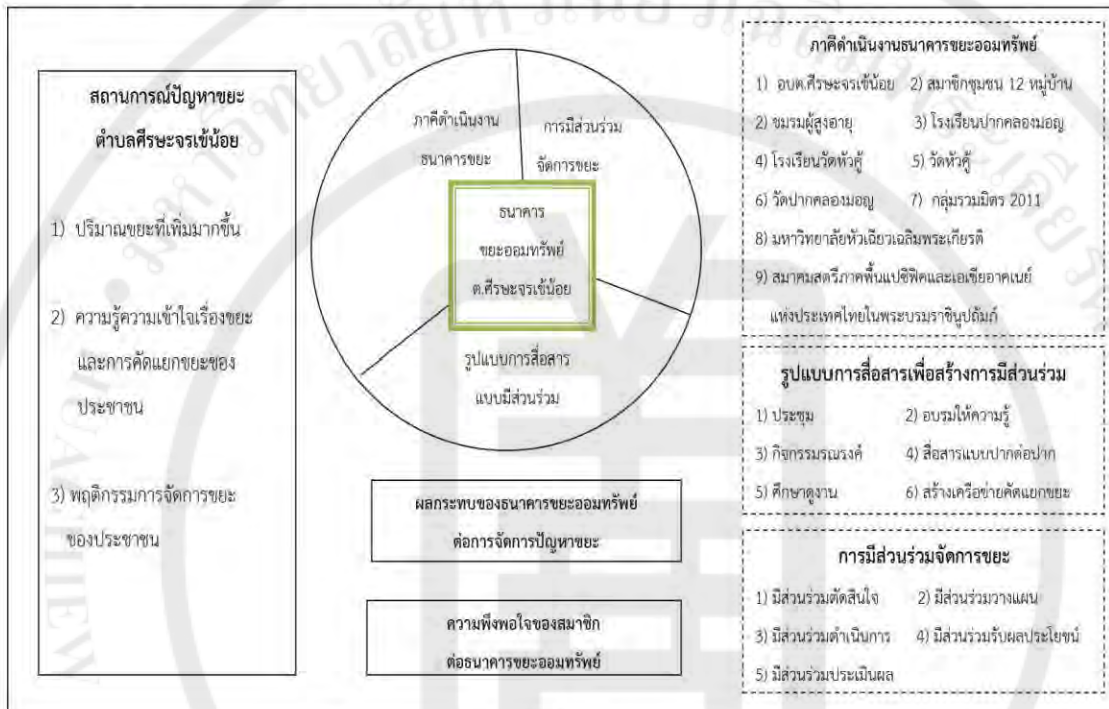 สถานการณ์ปัญหาขยะ
ตำบลศีรษะจรเข้น้อย
1) ปริมาณขยะที่เพิ่มมากขึ้น
2) ความรู้ความเข้าใจเรื่องขยะ
และการคัดแยกขยะของ
ประชาชน
3) พฤติกรรมการจัดการขยะ
ของประชาชน
ภาคีดำเนินงาน
ธนาคารขยะ
การมีส่วนร่วม
จัดการขยะ
ธนาคาร
ขยะออมทรัพย์
ต.ศีรษะจรเข้น้อย
รูปแบบการสื่อสาร
แบบมีส่วนร่วม
ผลกระทบของธนาคารขยะออมทรัพย์
ต่อการจัดการปัญหาขยะ
ความพึงพอใจของสมาชิก
ต่อธนาคารขยะออมทรัพย์
ภาคีดำเนินงานธนาคารขยะออมทรัพย์
1) อบต.ศีรษะจรเข้น้อย 2) สมาชิกชุมชน 12 หมู่บ้าน
2) ชมรมผู้สูงอายุ 3) โรงเรียนปากคลองมอญ
4) โรงเรียนวัดหัวคู้ 5) วัดหัวคู้
6) วัดปากคลองมอญ 7) กลุ่มรวมมิตร 2011
8) มหาวิทยาลัยหัวเฉียวเฉลิมพระเกียรติ
9) สมาคมสตรีภาคพื้นแปซิฟิคและเอเชียอาคเนย์
แห่งประเทศไทยในพระบรมราชินูปถัมภ์
รูปแบบการสื่อสารเพื่อสร้างการมีส่วนร่วม
1) ประชุม 2) อบรมให้ความรู้
3) กิจกรรมรณรงค์ 4) สื่อสารแบบปากต่อปาก
5) ศึกษาดูงาน 6) สร้างเครือข่ายคัดแยกขยะ
การมีส่วนร่วมจัดการขยะ
1) มีส่วนร่วมตัดสินใจ 2) มีส่วนร่วมวางแผน
3) มีส่วนร่วมดำเนินการ 4) มีส่วนร่วมรับผลประโยชน์
5) มีส่วนร่วมประเมินผล